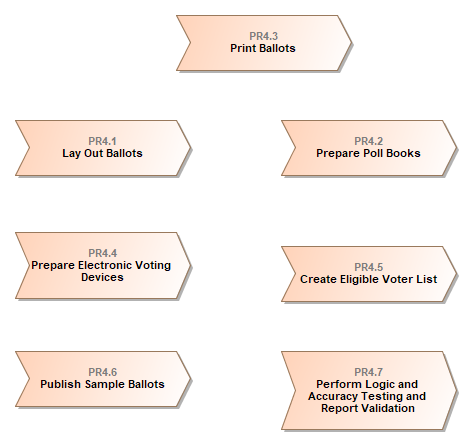 PR4.3
Print Ballots
PR4.1
Lay Out Ballots
PR4.2
Prepare Poll Books
PR4.4
Prepare Electronic Voting
Devices
PR4.5
Create Eligible Voter List
PR4.6
Publish Sample Ballots
PR4.7
Perform Logic and
Accuracy Testing and
Report Validation